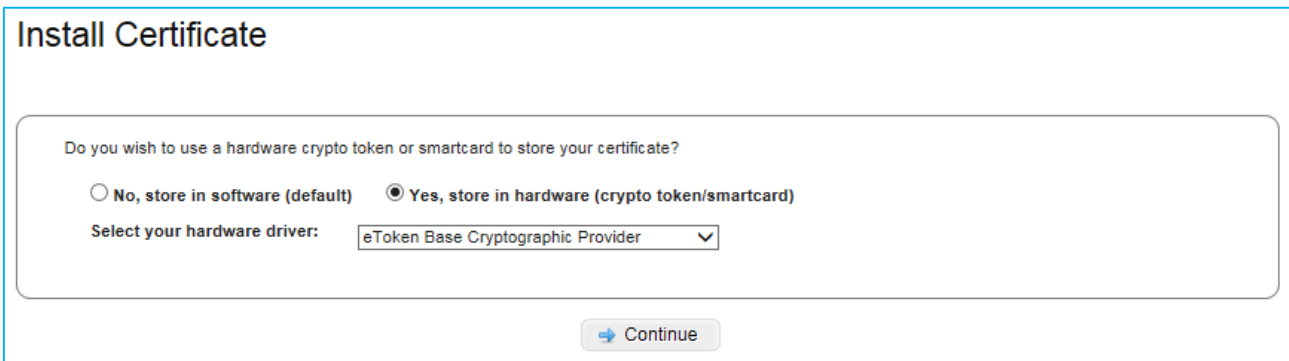 Install Certificate
Do you wish to use a hardware crypto token or smartcard to store your certificate?
No, store in software (default) Yes, store in hardware (crypto token/smartcard)
Select your hardware driver: eToken Base Cryptographic Provider
Continue